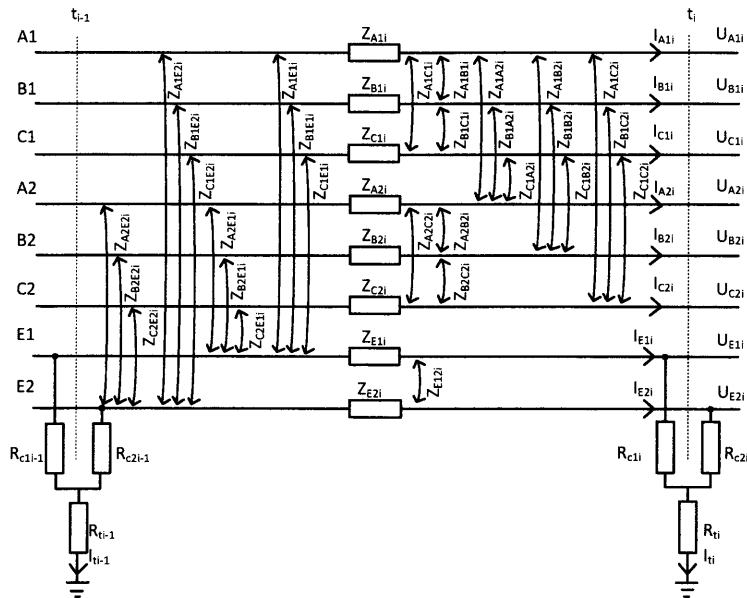 t_{i-1} t_i
A1 Z_{A1i} I_{A1i} U_{A1i}
Z_{A1E2i} Z_{A1E1i} Z_{A1C1i} Z_{A1B1i} Z_{A1A2i} Z_{A1B2i} Z_{A1C2i}
B1 Z_{B1i} I_{B1i} U_{B1i}
Z_{B1E2i} Z_{B1E1i} Z_{B1C1i} Z_{B1A2i} Z_{B1B2i} Z_{B1C2i}
C1 Z_{C1i} I_{C1i} U_{C1i}
Z_{C1E2i} Z_{C1E1i} Z_{C1A2i} Z_{C1B2i} Z_{C1C2i}
A2 Z_{A2i} I_{A2i} U_{A2i}
Z_{A2E2i} Z_{A2E1i} Z_{A2C2i} Z_{A2B2i}
B2 Z_{B2i} I_{B2i} U_{B2i}
Z_{B2E2i} Z_{B2E1i} Z_{B2C2i}
C2 Z_{C2i} I_{C2i} U_{C2i}
Z_{C2E2i} Z_{C2E1i}
E1 Z_{E1i} I_{E1i} U_{E1i}
Z_{E12i}
E2 Z_{E2i} I_{E2i} U_{E2i}
R_{c1i-1} R_{c2i-1} R_{c1i} R_{c2i}
R_{ti-1} R_{ti}
I_{ti-1} I_{ti}